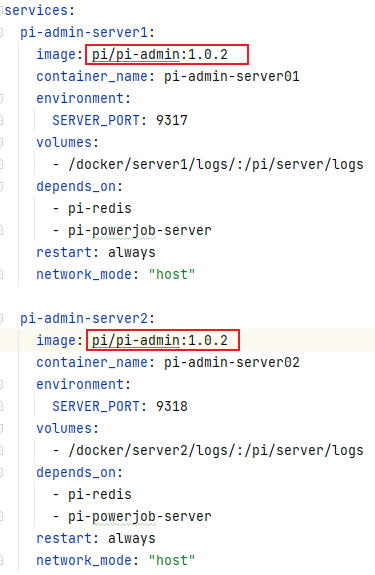 services:
  pi-admin-server1:
    image: pi/pi-admin:1.0.2
    container_name: pi-admin-server01
    environment:
      SERVER_PORT: 9317
    volumes:
      - /docker/server1/logs/:/pi/server/logs
    depends_on:
      - pi-redis
      - pi-powerjob-server
    restart: always
    network_mode: "host"

  pi-admin-server2:
    image: pi/pi-admin:1.0.2
    container_name: pi-admin-server02
    environment:
      SERVER_PORT: 9318
    volumes:
      - /docker/server2/logs/:/pi/server/logs
    depends_on:
      - pi-redis
      - pi-powerjob-server
    restart: always
    network_mode: "host"